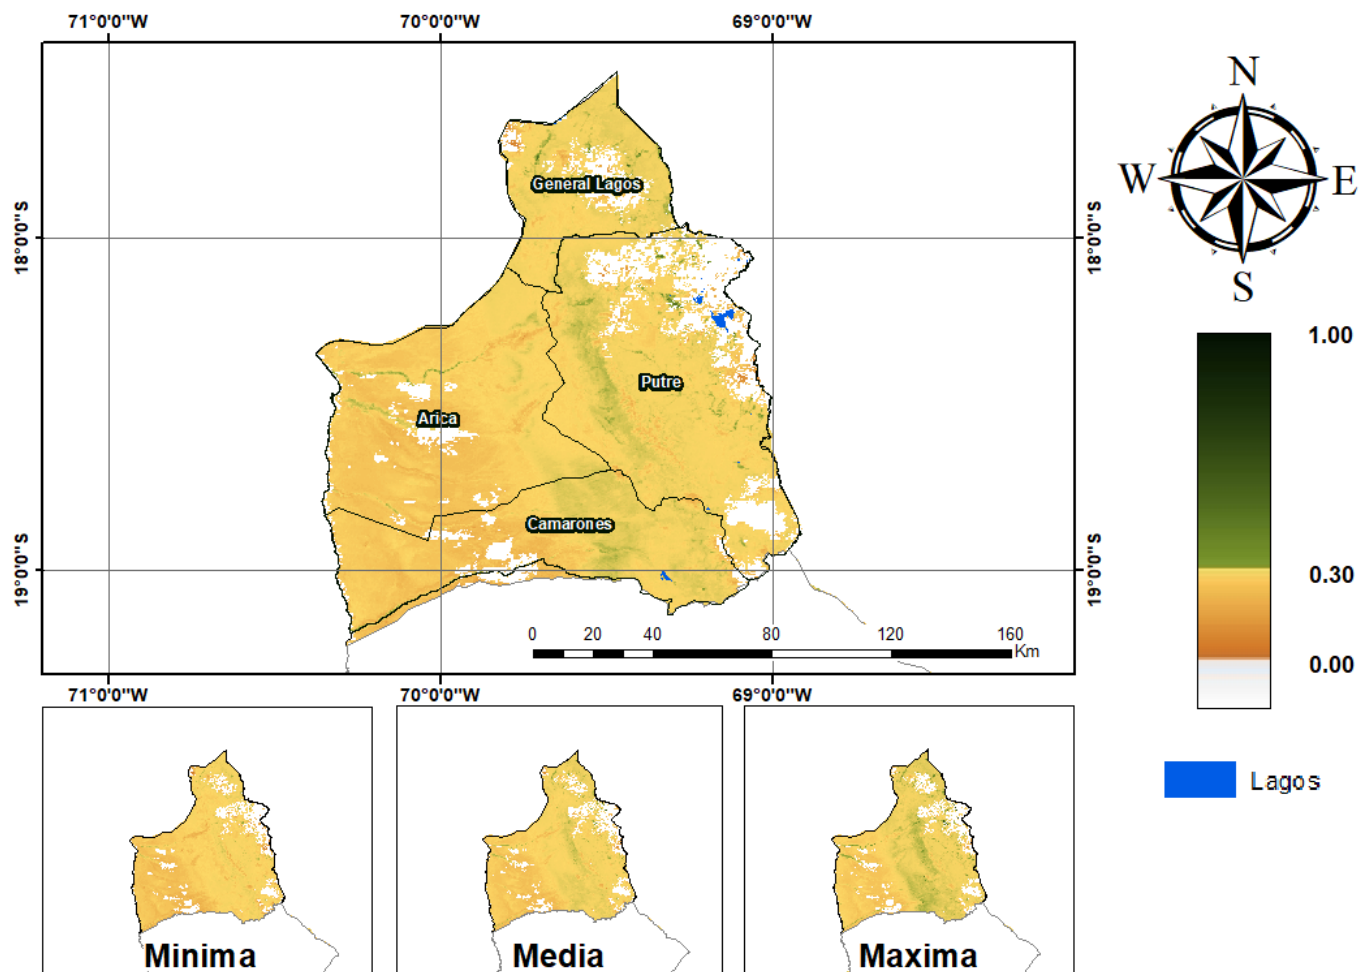 71°0'0"W 70°0'0"W 69°0'0"W
N
W E
S
18°0'0"S
18°0'0"S
19°0'0"S
19°0'0"S
General Lagos
Putre
Arica
Camarones
0 20 40 80 120 160
Km
71°0'0"W 70°0'0"W 69°0'0"W
1.00
0.30
0.00
Lagos
Minima
Media
Maxima